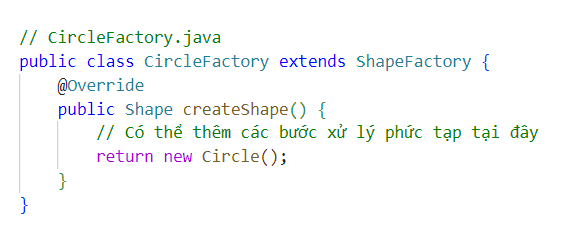 // CircleFactory.java
public class CircleFactory extends ShapeFactory {
    @Override
    public Shape createShape() {
        // Có thể thêm các bước xử lý phức tạp tại đây
        return new Circle();
    }
}